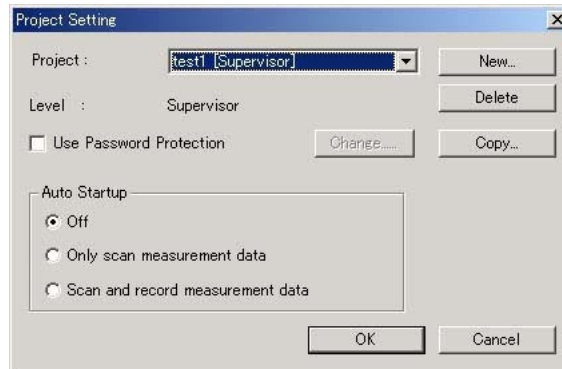 Project Setting
Project :
test1 [Supervisor]
New...
Level :
Supervisor
Delete
Use Password Protection
Change.....
Copy...
Auto Startup
Off
Only scan measurement data
Scan and record measurement data
OK
Cancel